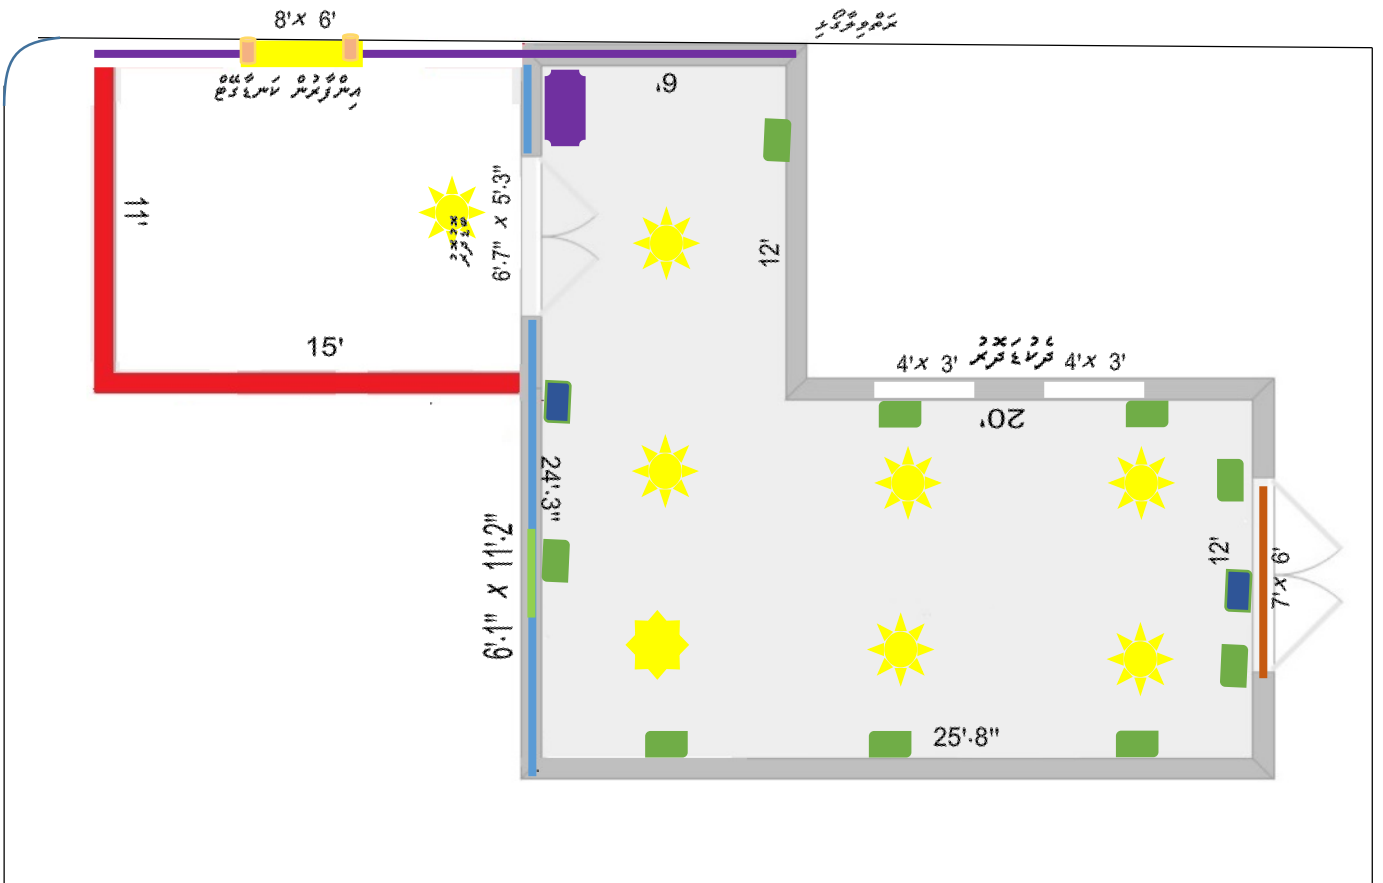 8'x 6'
ރަތްވިލާގޯޅި
އިންފާރުން ކަނޑާގޭޓް
6'
11'
6'.7" x 5'.3"
12'
15'
4'x 3'
ދެކުޑަދޮރު
4'x 3'
20'
24'.3"
6'.1" x 11'.2"
12'
7'x 6'
25'.8"